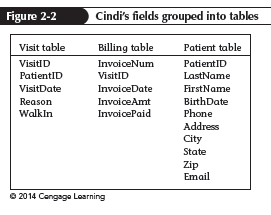 Figure 2-2 Cindi's fields grouped into tables
Visit table Billing table Patient table
VisitID InvoiceNum PatientID
PatientID VisitID LastName
VisitDate InvoiceDate FirstName
Reason InvoiceAmt BirthDate
WalkIn InvoicePaid Phone
Address
City
State
Zip
Email
© 2014 Cengage Learning